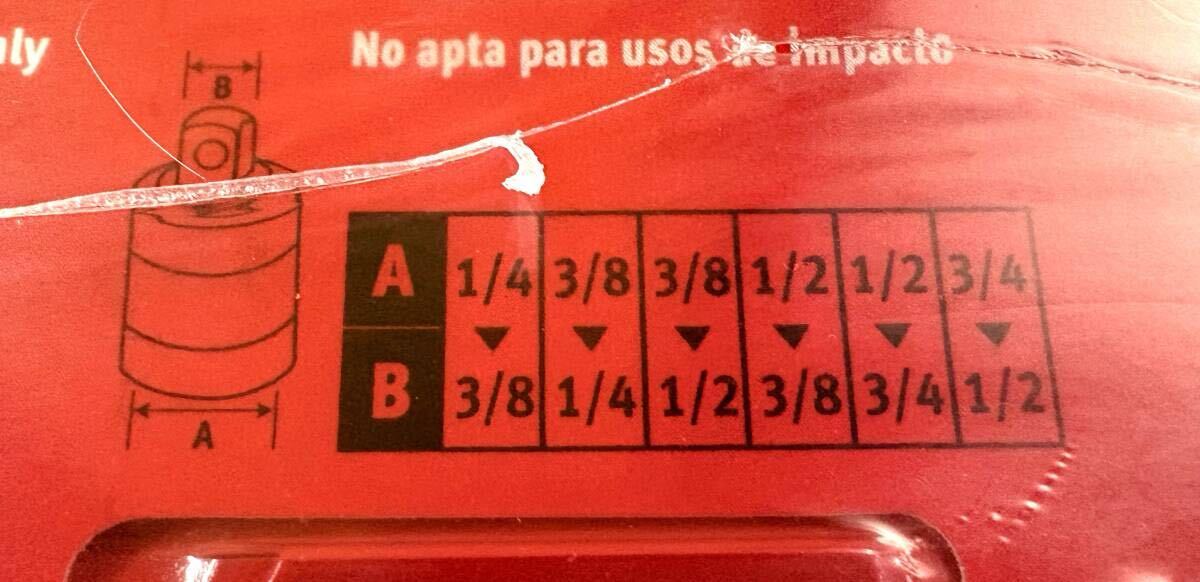 No apta para usos de impacto
B
A 1/4 3/8 3/8 1/2 1/2 3/4
B 3/8 1/4 1/2 3/8 3/4 1/2
A